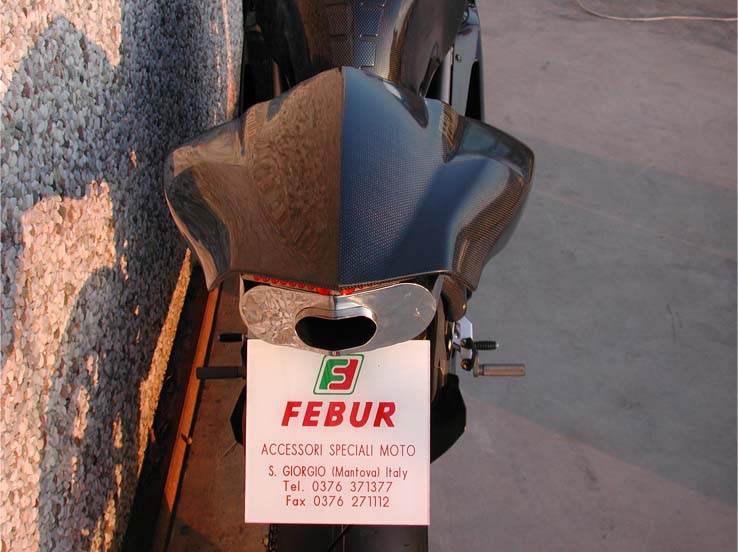 FEBUR
ACCESSORI SPECIALI MOTO
S. GIORGIO (Mantova) Italy
Tel. 0376 371377
Fax 0376 271112